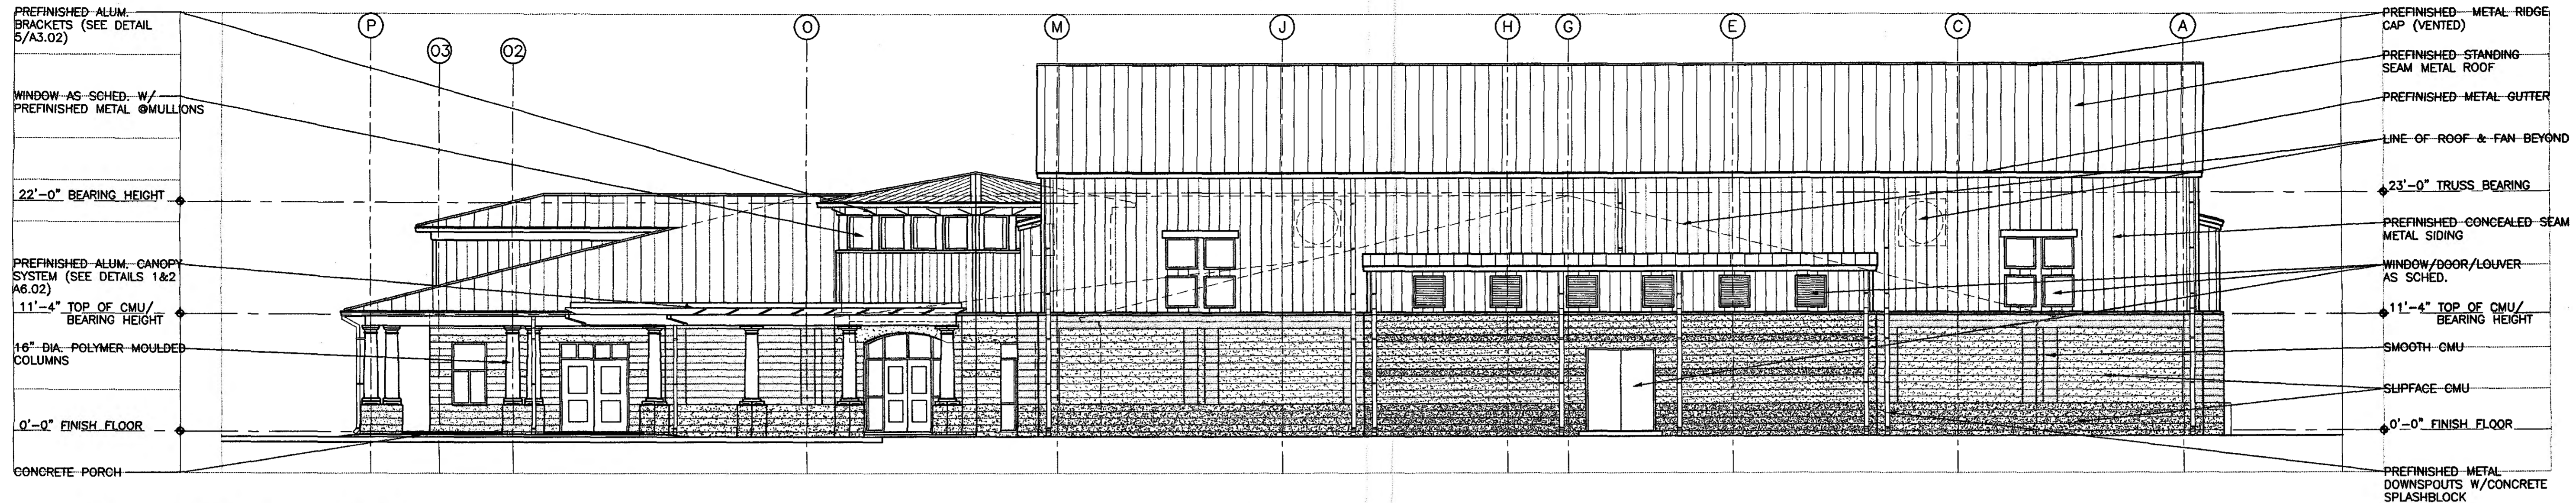 PREFINISHED ALUM.
BRACKETS (SEE DETAIL
5/A3.02)
WINDOW AS SCHED. W/
PREFINISHED METAL @MULLIONS
22'-0" BEARING HEIGHT
PREFINISHED ALUM. CANOPY
SYSTEM (SEE DETAILS 1&2
A6.02)
11'-4" TOP OF CMU/
BEARING HEIGHT
16" DIA. POLYMER MOULDED
COLUMNS
0'-0" FINISH FLOOR
CONCRETE PORCH
P
03
02
O
M
J
H
G
E
C
A
PREFINISHED METAL RIDGE
CAP (VENTED)
PREFINISHED STANDING
SEAM METAL ROOF
PREFINISHED METAL GUTTER
LINE OF ROOF & FAN BEYOND
23'-0" TRUSS BEARING
PREFINISHED CONCEALED SEAM
METAL SIDING
WINDOW/DOOR/LOUVER
AS SCHED.
11'-4" TOP OF CMU/
BEARING HEIGHT
SMOOTH CMU
SLIPFACE CMU
0'-0" FINISH FLOOR
PREFINISHED METAL
DOWNSPOUTS W/CONCRETE
SPLASHBLOCK